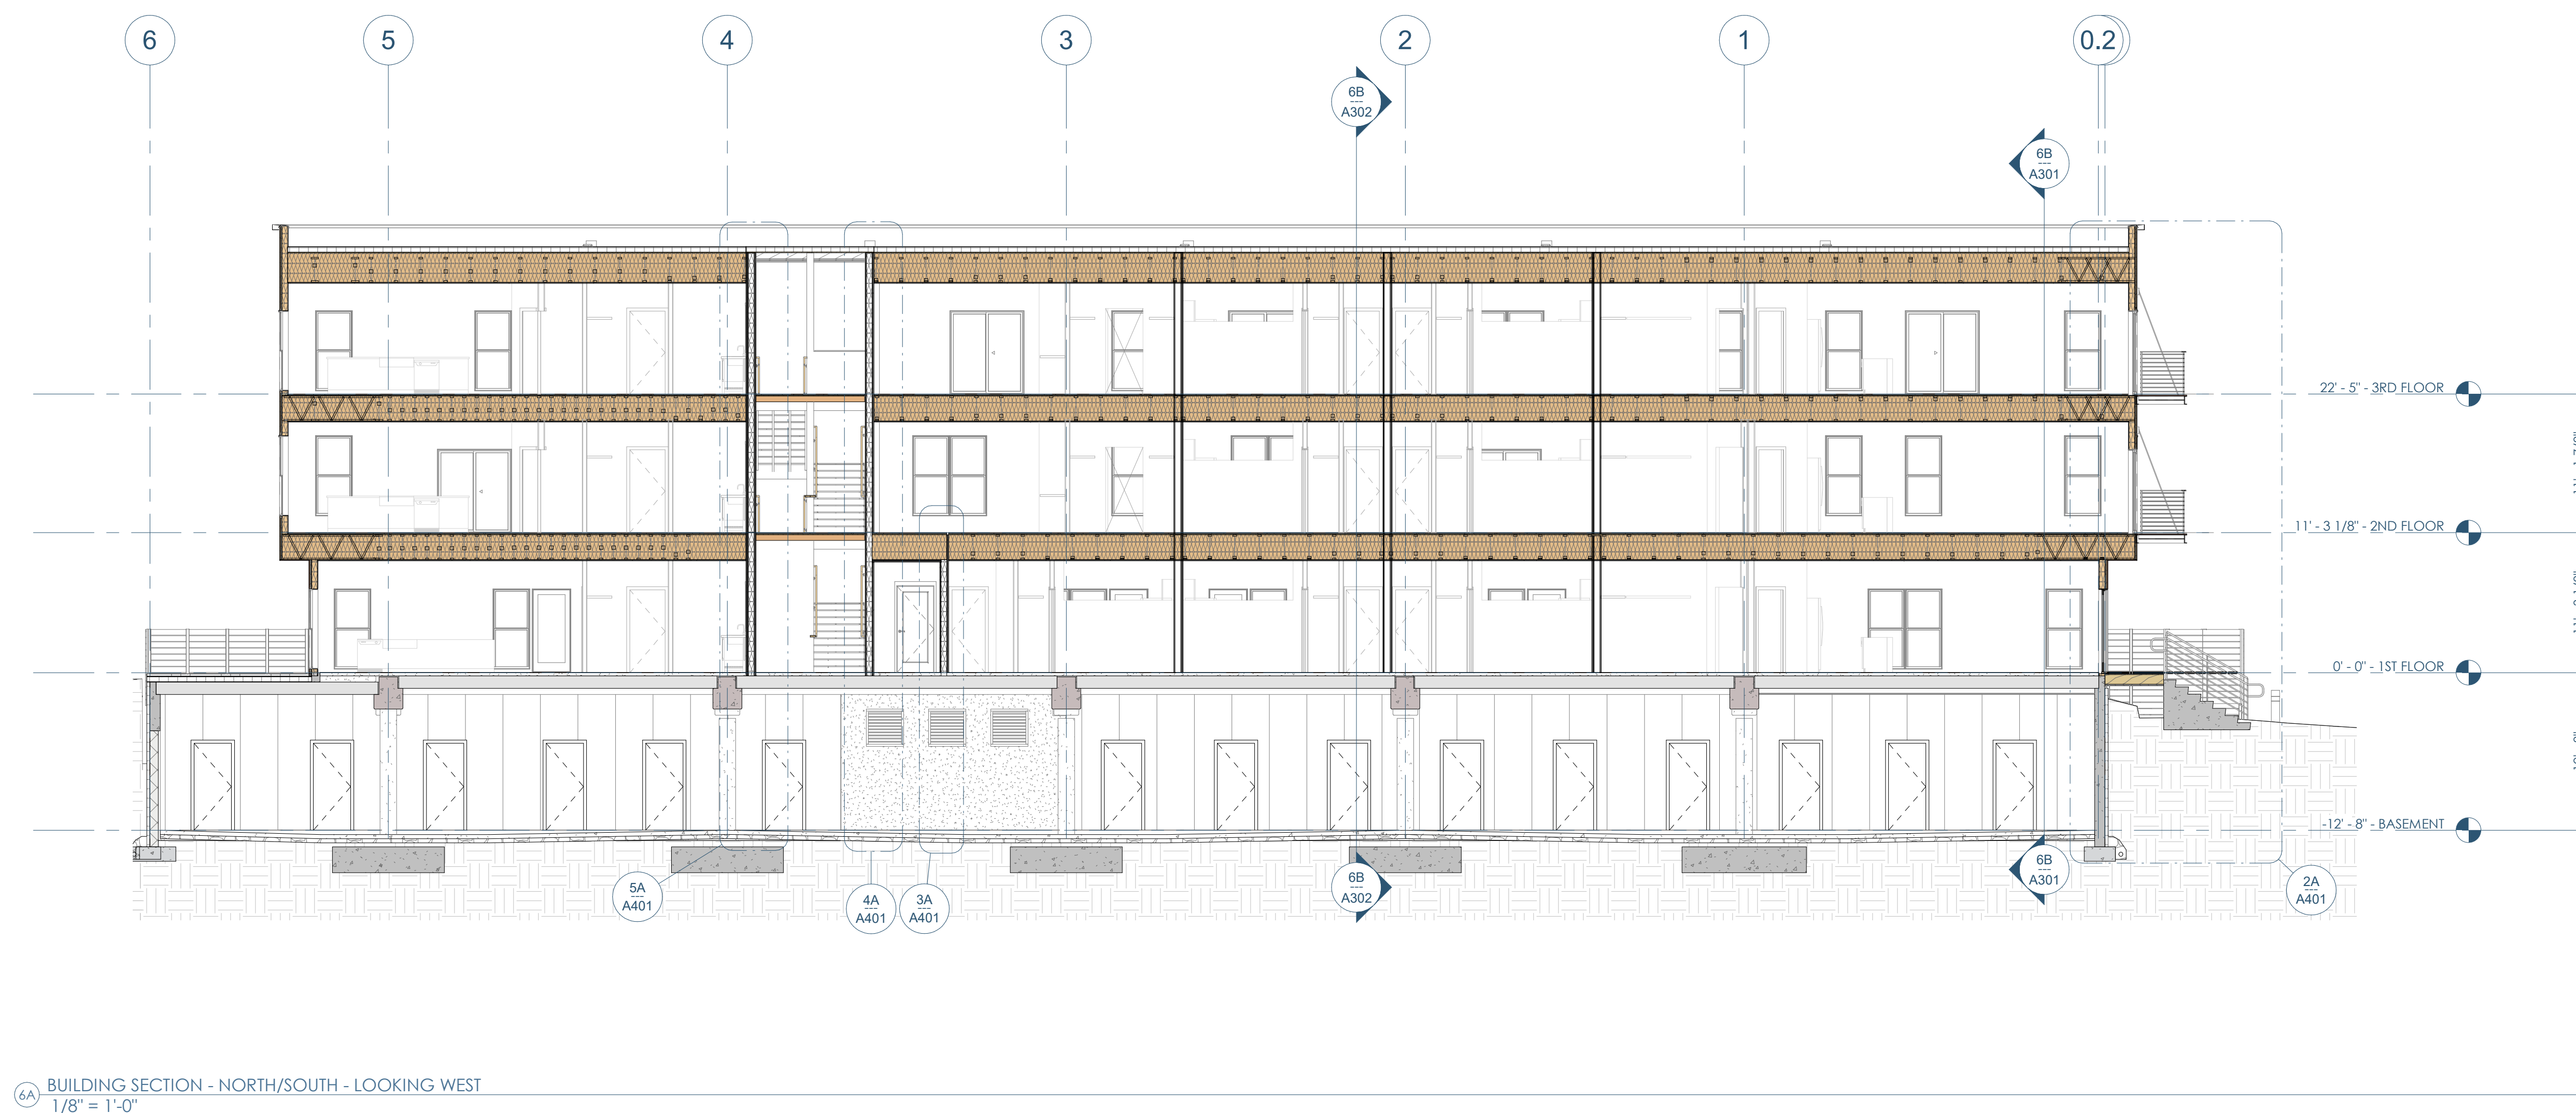 6 5 4 3 2 1 0.2
6B
---
A302
6B
---
A301
22' - 5" - 3RD FLOOR
11' - 3 1/8" - 2ND FLOOR
0' - 0" - 1ST FLOOR
-12' - 8" - BASEMENT
5A
---
A401
4A
---
A401
3A
---
A401
6B
---
A302
6B
---
A301
2A
---
A401
6A
BUILDING SECTION - NORTH/SOUTH - LOOKING WEST
1/8" = 1'-0"